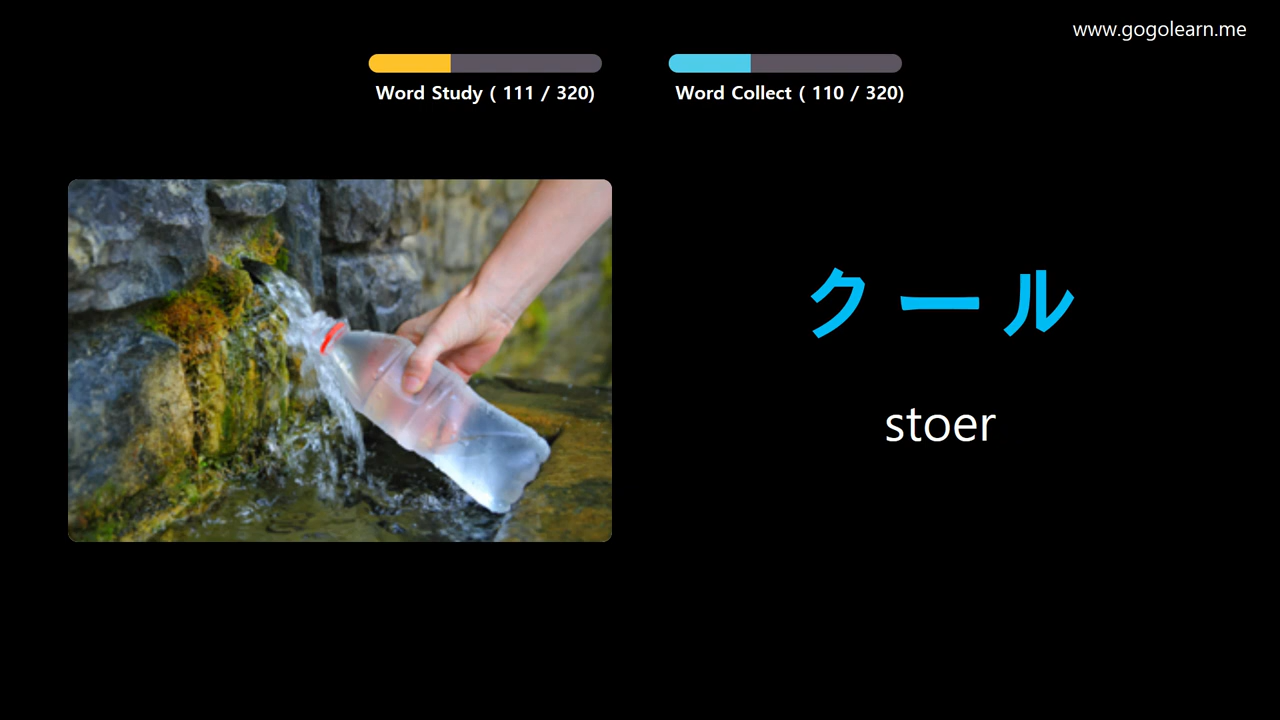 www.gogolearn.me
Word Study ( 111 / 320)
Word Collect ( 110 / 320)
クール
stoer